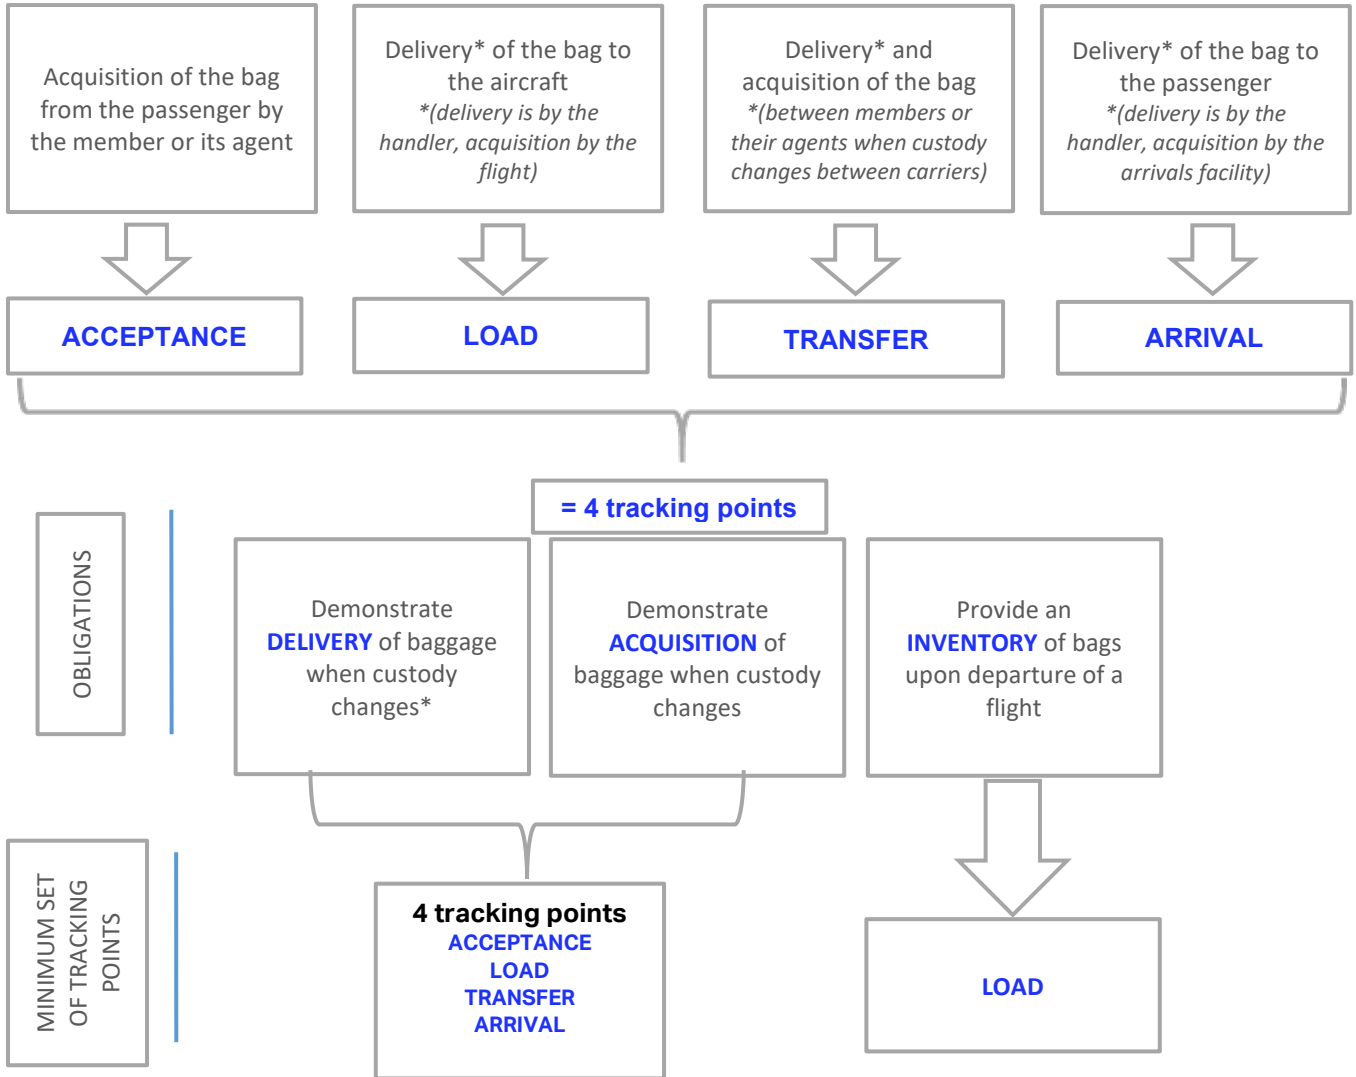 Acquisition of the bag
from the passenger by
the member or its agent
Delivery* of the bag to
the aircraft
*(delivery is by the
handler, acquisition by the
flight)
Delivery* and
acquisition of the bag
*(between members or
their agents when custody
changes between carriers)
Delivery* of the bag to
the passenger
*(delivery is by the
handler, acquisition by the
arrivals facility)
ACCEPTANCE
LOAD
TRANSFER
ARRIVAL
= 4 tracking points
OBLIGATIONS
Demonstrate
DELIVERY of baggage
when custody
changes*
Demonstrate
ACQUISITION of
baggage when custody
changes
Provide an
INVENTORY of bags
upon departure of a
flight
MINIMUM SET
OF TRACKING
POINTS
4 tracking points
ACCEPTANCE
LOAD
TRANSFER
ARRIVAL
LOAD